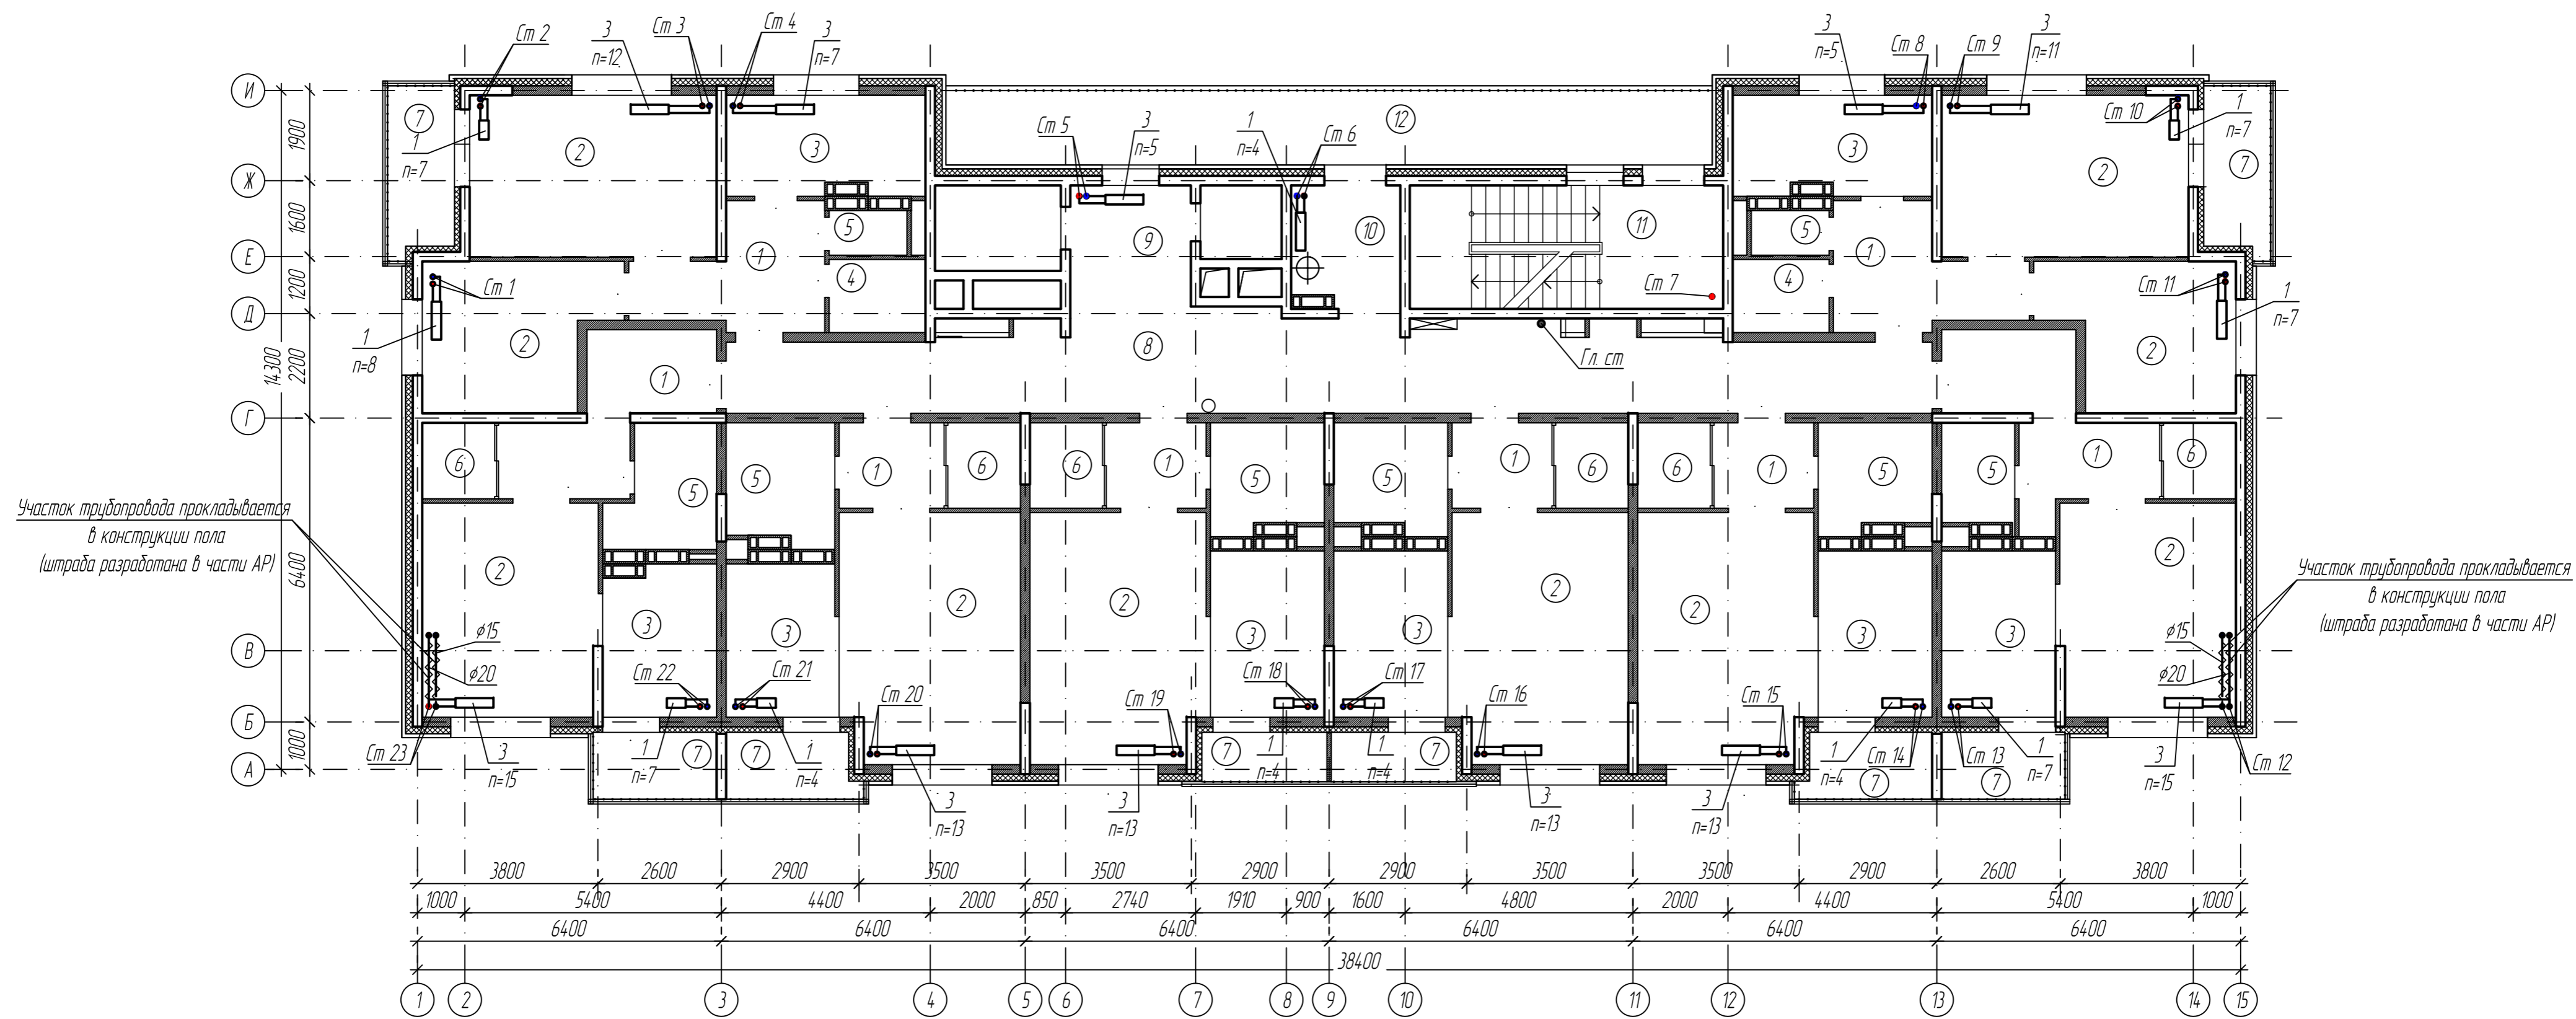 Ст 2
3
п=12
Ст 3
Ст 4
3
п=7
3
п=5
Ст 8
Ст 9
3
п=11
И
7
1
п=7
2
3
Ст 5
3
п=5
1
п=4
Ст 6
12
3
2
Ст 10
1
п=7
7
1900
Ж
1600
5
9
10
11
5
1
Е
1
4
4
1200
Ст 1
Ст 7
Ст 11
1
п=7
Д
1
п=8
2
8
Гл. ст
2
14300
2200
1
Г
6
5
5
1
6
6
1
5
5
1
6
6
1
5
5
1
6
Участок трубопровода прокладывается
в конструкции пола
(штраба разработана в части АР)
6400
2
3
3
2
2
3
3
2
2
3
3
2
Участок трубопровода прокладывается
в конструкции пола
(штраба разработана в части АР)
В
ϕ15
ϕ20
Ст 22
Ст 21
Ст 20
Ст 19
Ст 18
Ст 17
Ст 16
Ст 15
ϕ15
ϕ20
Б
1000
А
Ст 23
3
п=15
1
п=7
7
7
1
п=4
7
1
п=4
1
п=4
7
1
п=4
Ст 14
7
Ст 13
7
1
п=7
3
п=15
Ст 12
3
п=13
3
п=13
3
п=13
3
п=13
3800
2600
2900
3500
3500
2900
2900
3500
3500
2900
2600
3800
1000
5400
4400
2000
850
2740
1910
900
1600
4800
2000
4400
5400
1000
6400
6400
6400
6400
6400
6400
38400
1
2
3
4
5
6
7
8
9
10
11
12
13
14
15